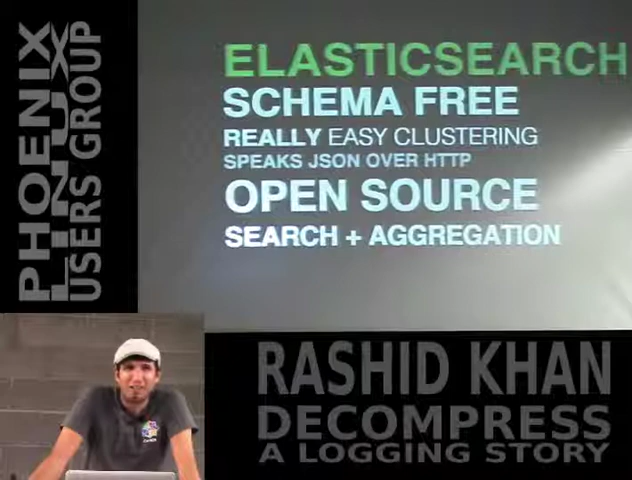 PHOENIX
LINUX
USERS GROUP
ELASTICSEARCH
SCHEMA FREE
REALLY EASY CLUSTERING
SPEAKS JSON OVER HTTP
OPEN SOURCE
SEARCH + AGGREGATION
RASHID KHAN
DECOMPRESS
A LOGGING STORY